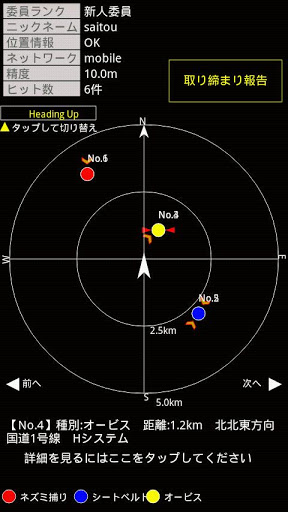 委員ランク 新人委員
ニックネーム saitou
位置情報 OK
ネットワーク mobile
精度 10.0m
ヒット数 6件
取り締まり報告
Heading Up
▲タップして切り替え
N
W
E
S
2.5km
5.0km
前へ
次へ
【No.4】種別:オービス 距離:1.2km 北北東方向
国道1号線 Hシステム
詳細を見るにはここをタップしてください
ネズミ捕り シートベルト オービス